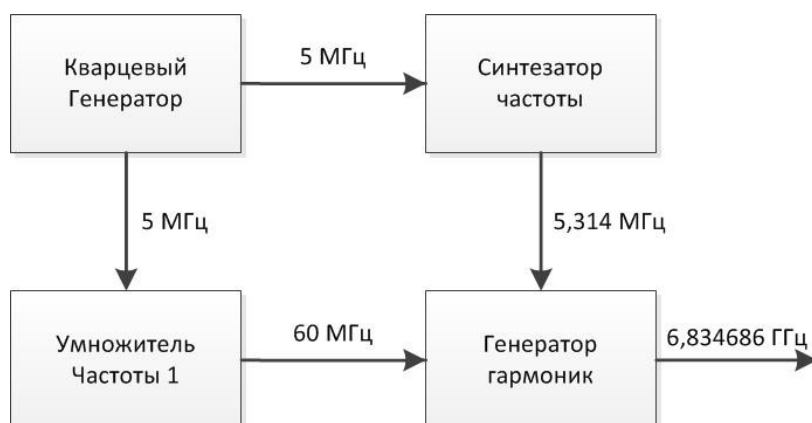 Кварцевый
Генератор
5 МГц
Синтезатор
частоты
5 МГц
5,314 МГц
Умножитель
Частоты 1
60 МГц
Генератор
гармоник
6,834686 ГГц